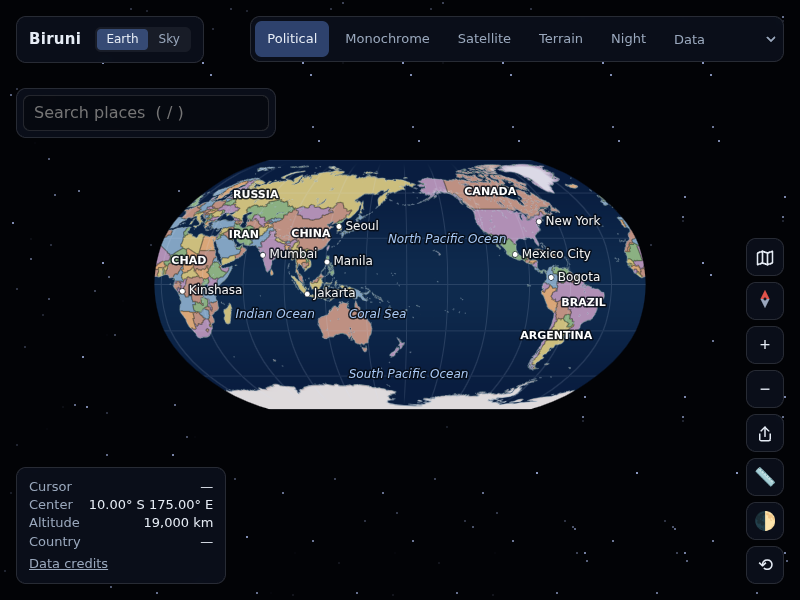 Biruni
Earth
Sky
Political
Monochrome
Satellite
Terrain
Night
Data
Search places ( / )
RUSSIA
CANADA
IRAN
CHINA
Seoul
New York
North Pacific Ocean
Mumbai
Mexico City
CHAD
Manila
Bogota
Kinshasa
Jakarta
BRAZIL
Indian Ocean
Coral Sea
ARGENTINA
South Pacific Ocean
+
−
Cursor —
Center 10.00° S 175.00° E
Altitude 19,000 km
Country —
Data credits